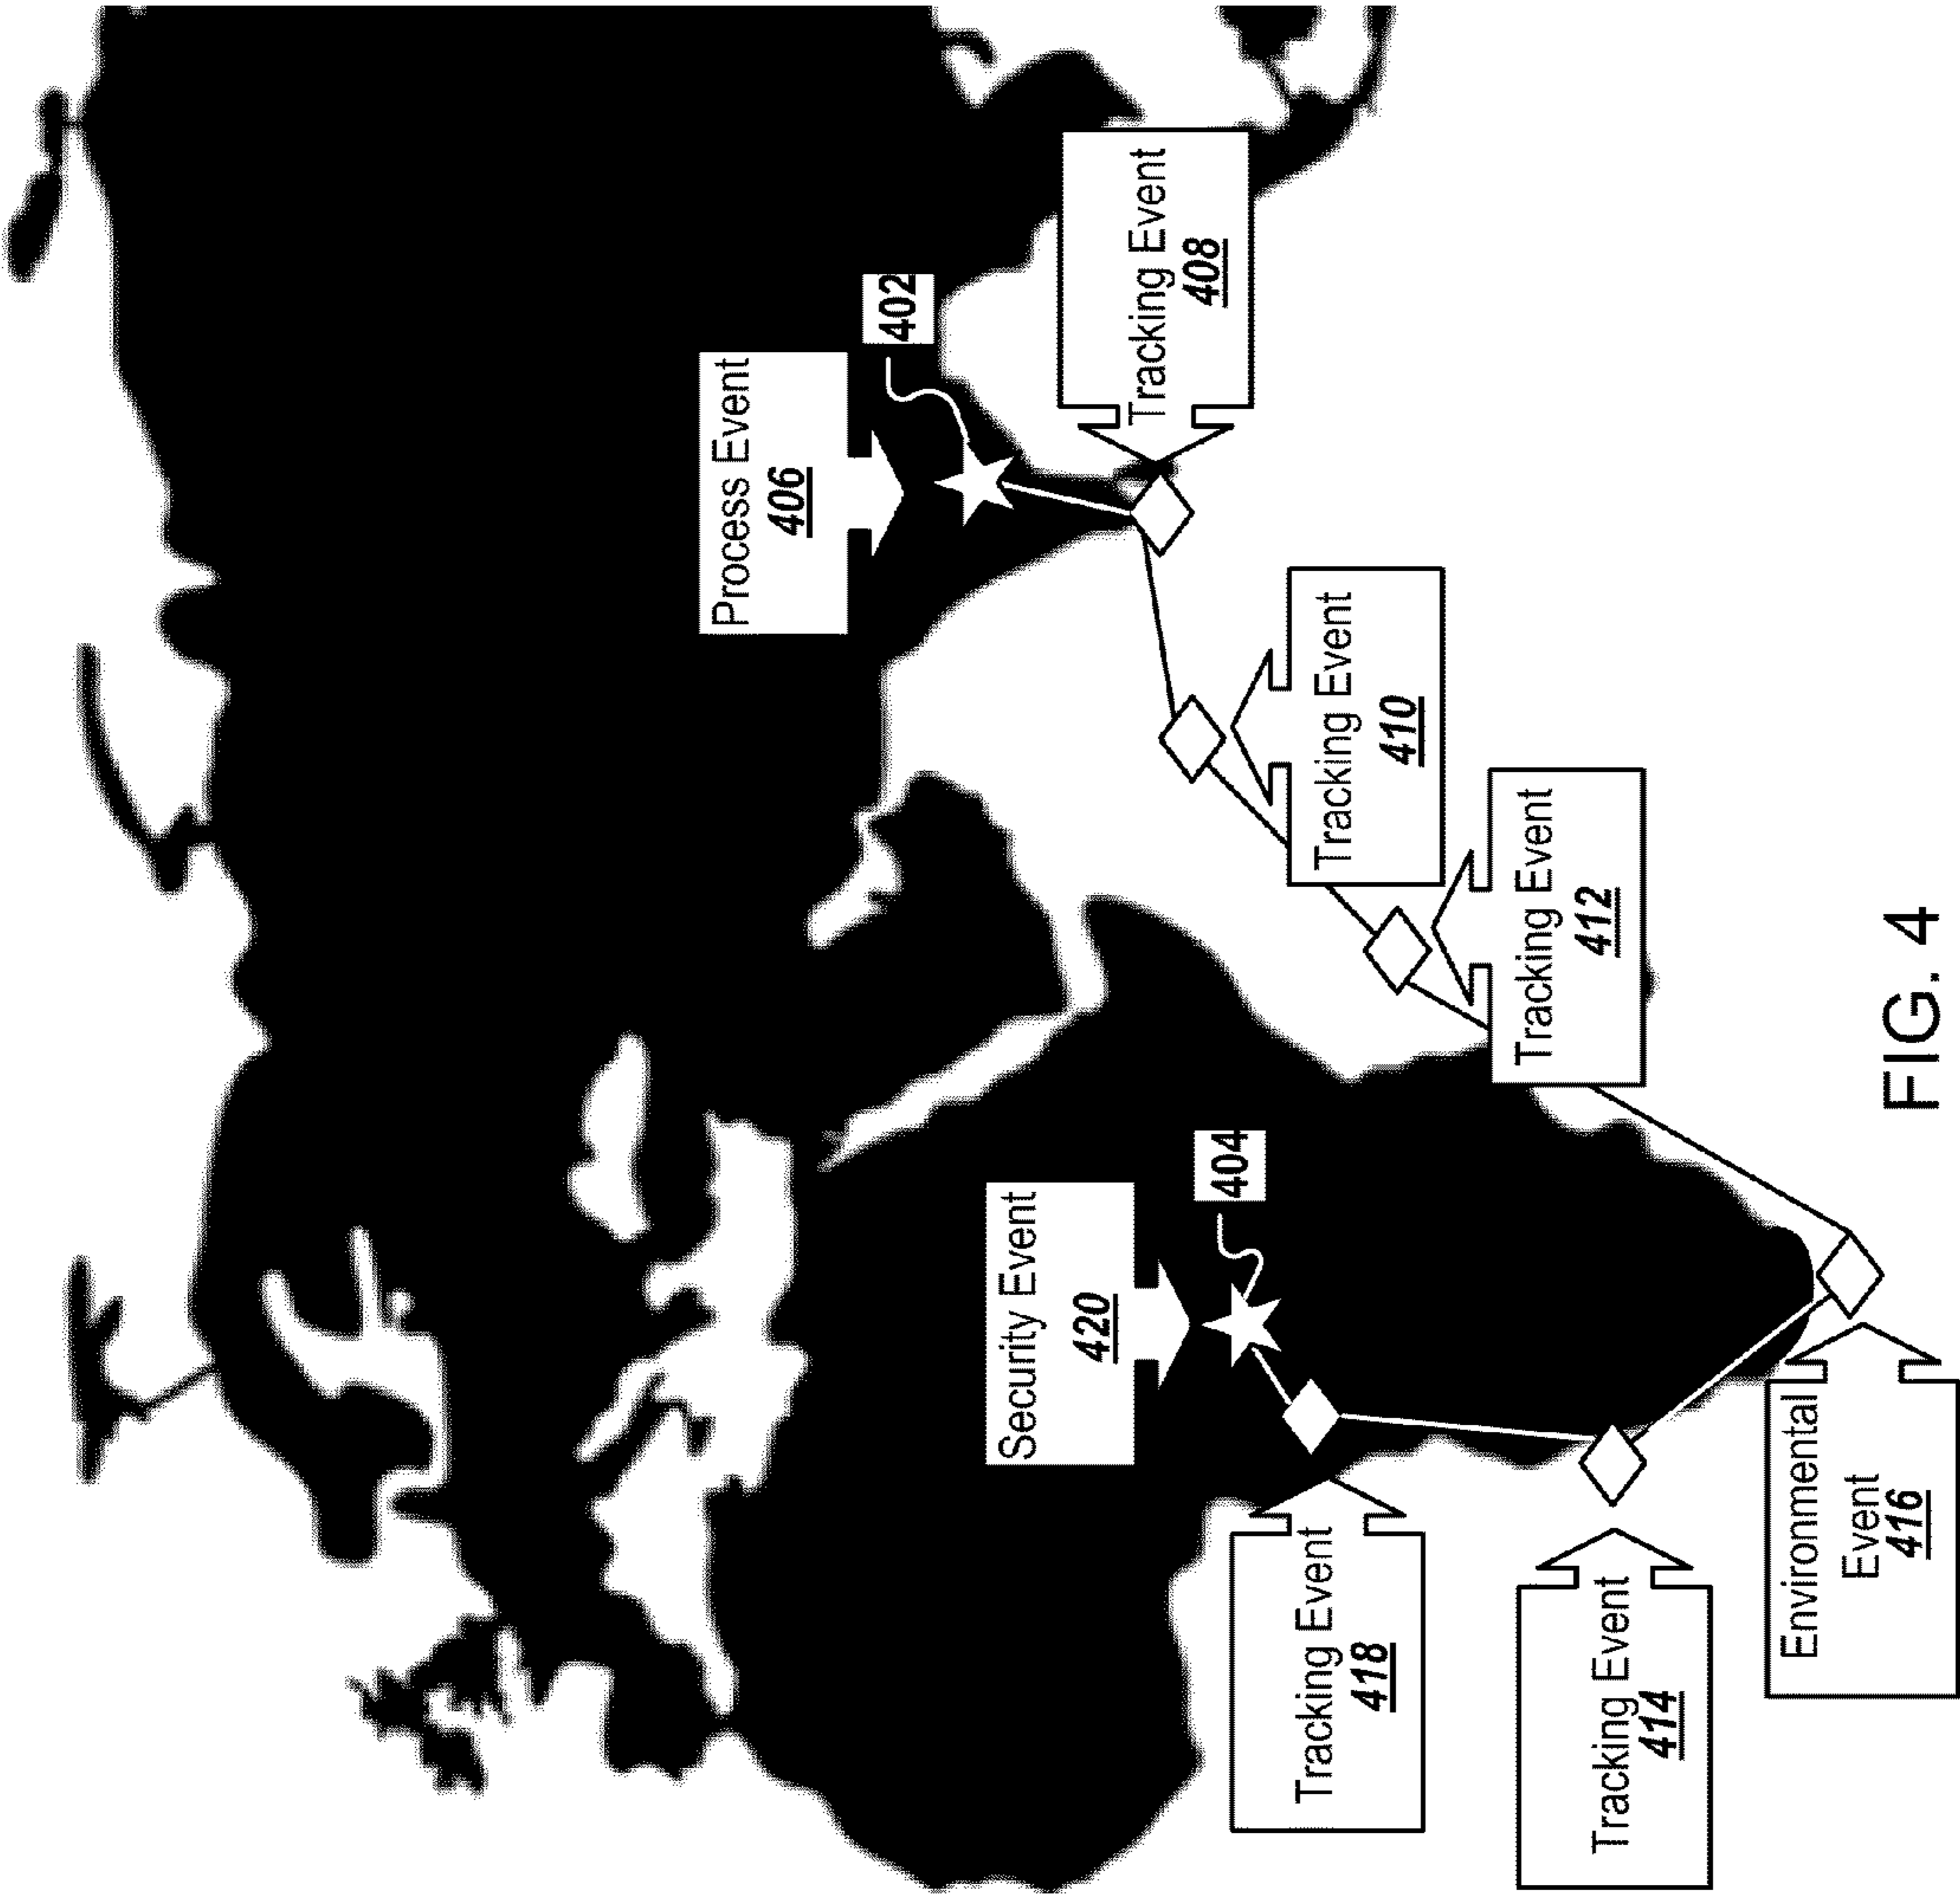 Process Event
406
402
Tracking Event
408
Security Event
420
404
Tracking Event
410
Tracking Event
418
Tracking Event
412
Tracking Event
414
Environmental
Event
416
FIG. 4